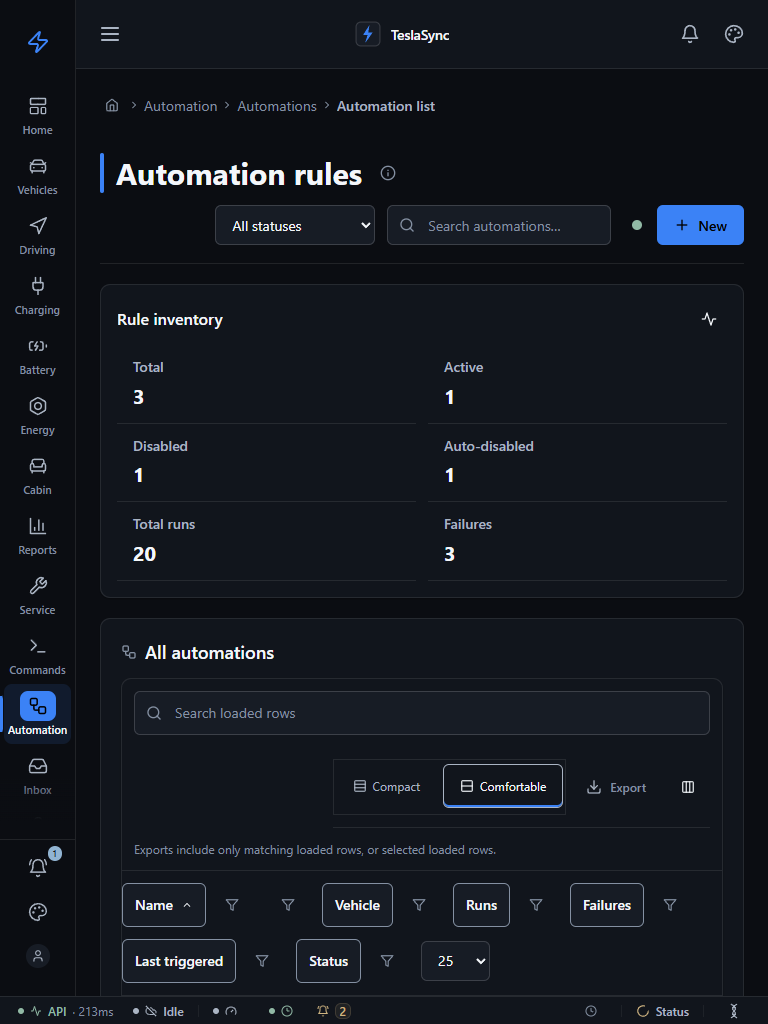 TeslaSync
Home
Vehicles
Driving
Charging
Battery
Energy
Cabin
Reports
Service
Commands
Automation
Inbox
1
Automation > Automations > Automation list
Automation rules
All statuses
Search automations...
New
Rule inventory
Total
3
Active
1
Disabled
1
Auto-disabled
1
Total runs
20
Failures
3
All automations
Search loaded rows
Compact
Comfortable
Export
Exports include only matching loaded rows, or selected loaded rows.
Name
Vehicle
Runs
Failures
Last triggered
Status
25
API · 213ms
Idle
2
Status